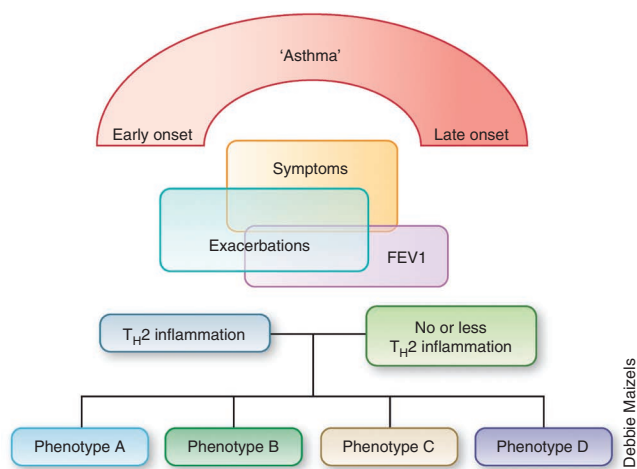 'Asthma'
Early onset
Late onset
Symptoms
Exacerbations
FEV1
TH2 inflammation
No or less
TH2 inflammation
Phenotype A
Phenotype B
Phenotype C
Phenotype D
Debbie Maizels